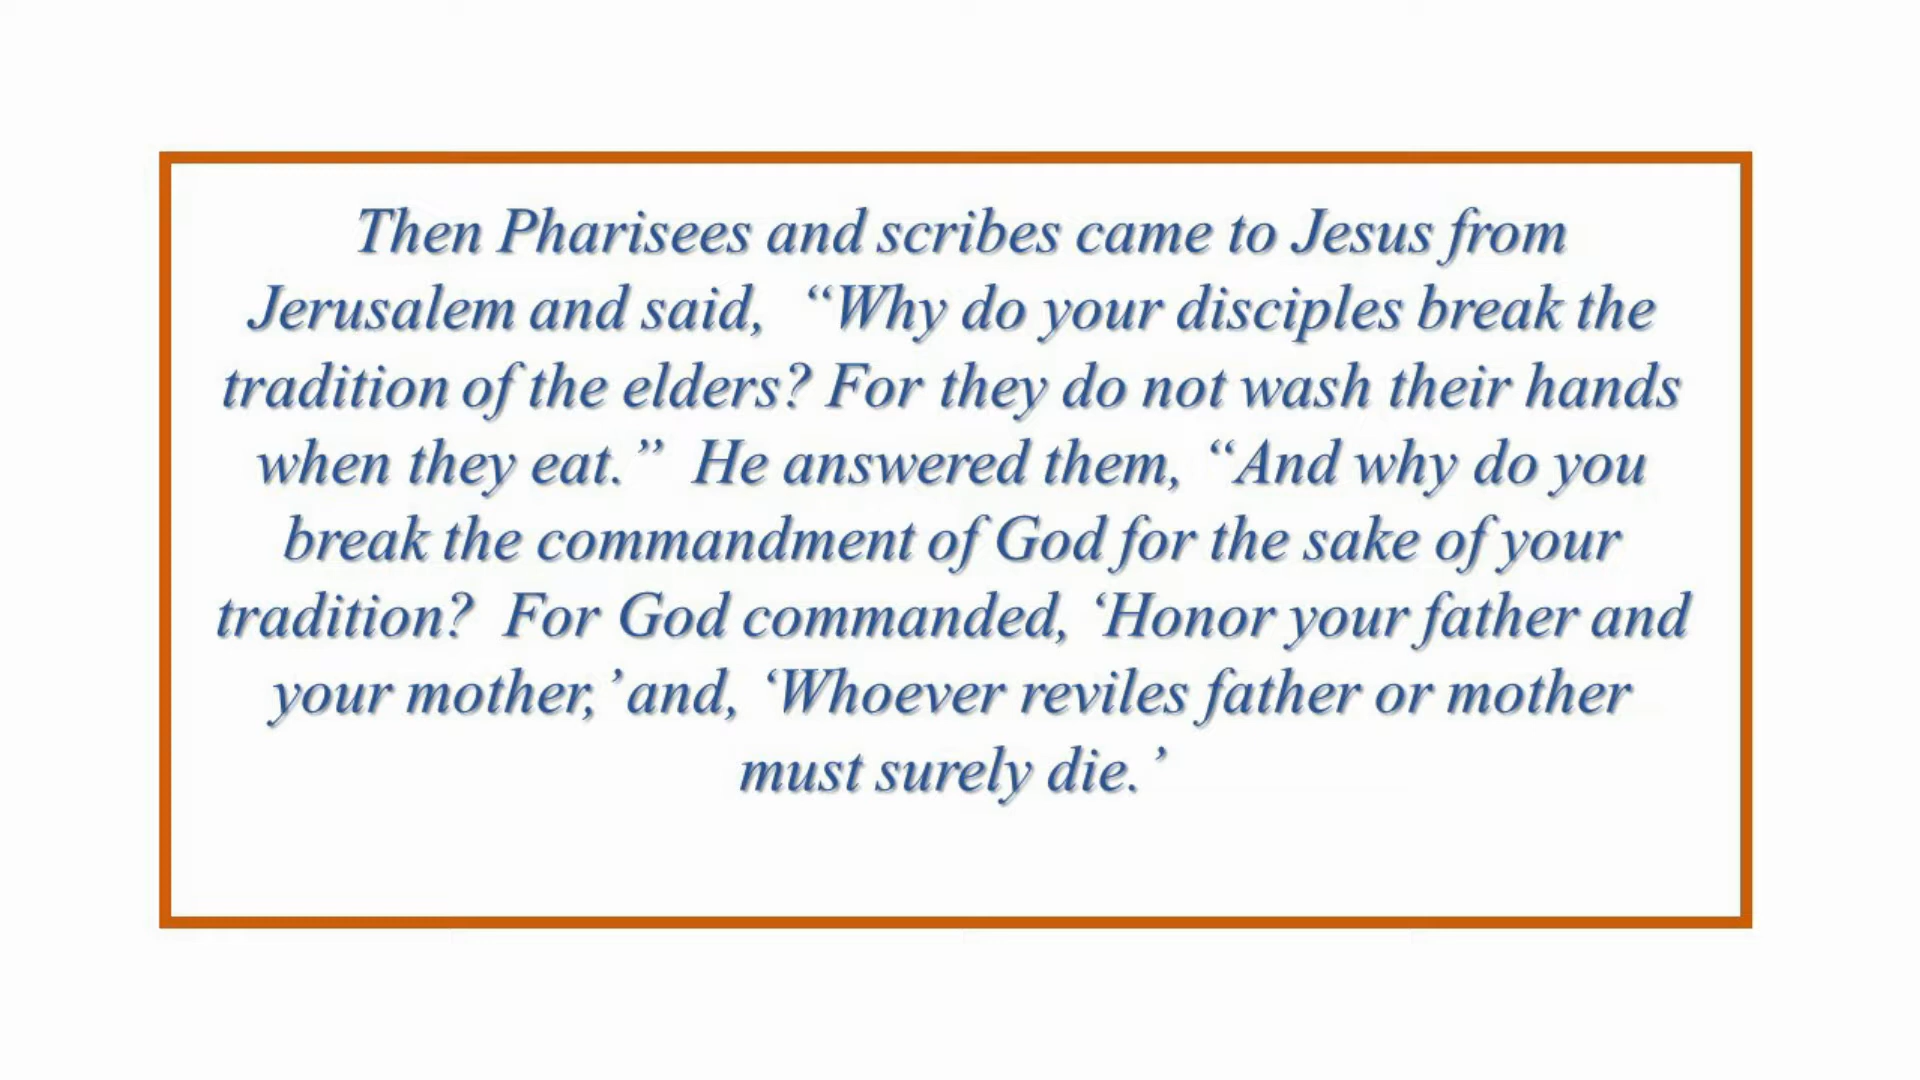 Then Pharisees and scribes came to Jesus from
Jerusalem and said,  “Why do your disciples break the
tradition of the elders? For they do not wash their hands
when they eat.”  He answered them, “And why do you
break the commandment of God for the sake of your
tradition?  For God commanded, ‘Honor your father and
your mother,’ and, ‘Whoever reviles father or mother
must surely die.’